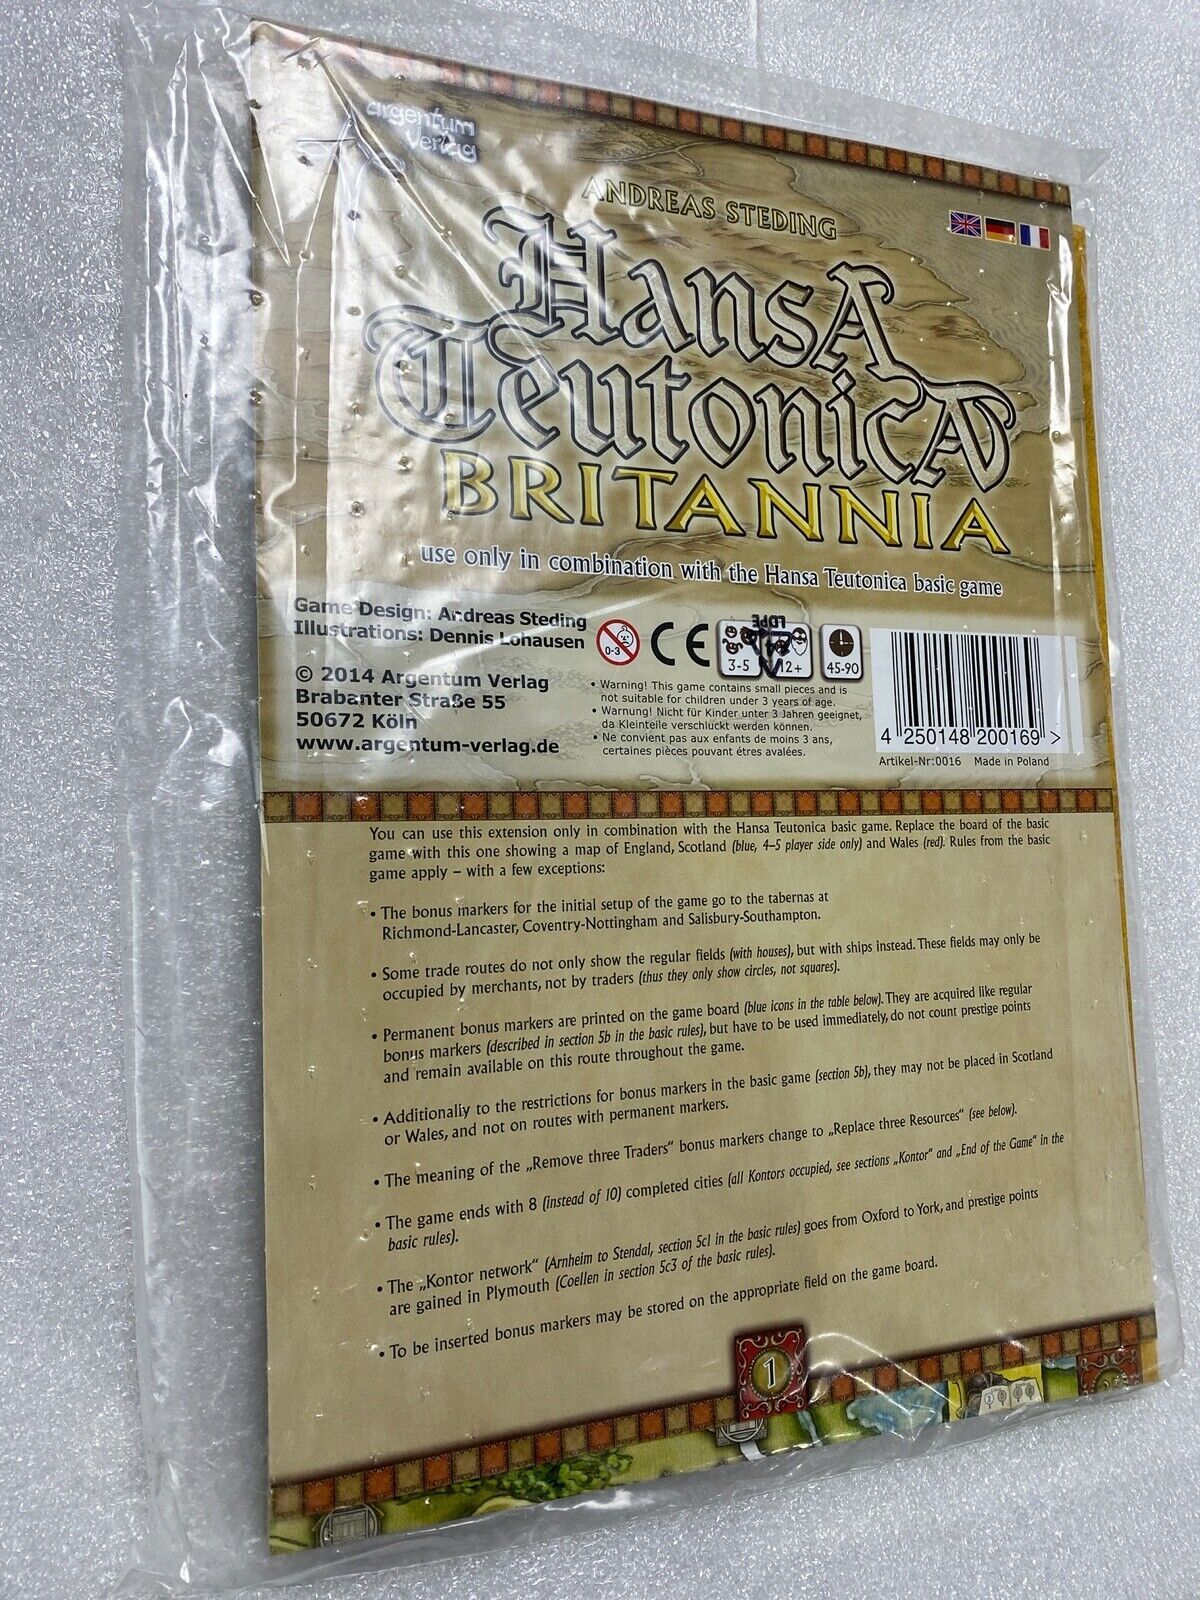 argentum
verlag
ANDREAS STEDING
HansA
TeutonicA
BRITANNIA
use only in combination with the Hansa Teutonica basic game
Game Design: Andreas Steding
Illustrations: Dennis Lohausen
© 2014 Argentum Verlag
Brabanter Straße 55
50672 Köln
www.argentum-verlag.de
0-3
CE
LDPE
3-5
12+
45-90
• Warning! This game contains small pieces and is
not suitable for children under 3 years of age.
• Warnung! Nicht für Kinder unter 3 Jahren geeignet,
da Kleinteile verschluckt werden können.
• Ne convient pas aux enfants de moins 3 ans,
certaines pièces pouvant étres avalées.
4 250148 200169 >
Artikel-Nr:0016 Made in Poland
You can use this extension only in combination with the Hansa Teutonica basic game. Replace the board of the basic
game with this one showing a map of England, Scotland (blue, 4–5 player side only) and Wales (red). Rules from the basic
game apply – with a few exceptions:
• The bonus markers for the initial setup of the game go to the tabernas at
Richmond-Lancaster, Coventry-Nottingham and Salisbury-Southampton.
• Some trade routes do not only show the regular fields (with houses), but with ships instead. These fields may only be
occupied by merchants, not by traders (thus they only show circles, not squares).
• Permanent bonus markers are printed on the game board (blue icons in the table below). They are acquired like regular
bonus markers (described in section 5b in the basic rules), but have to be used immediately, do not count prestige points
and remain available on this route throughout the game.
• Additionally to the restrictions for bonus markers in the basic game (section 5b), they may not be placed in Scotland
or Wales, and not on routes with permanent markers.
• The meaning of the „Remove three Traders“ bonus markers change to „Replace three Resources“ (see below).
• The game ends with 8 (instead of 10) completed cities (all Kontors occupied, see sections „Kontor“ and „End of the Game“ in the
basic rules).
• The „Kontor network“ (Arnheim to Stendal, section 5c1 in the basic rules) goes from Oxford to York, and prestige points
are gained in Plymouth (Coellen in section 5c3 of the basic rules).
• To be inserted bonus markers may be stored on the appropriate field on the game board.
1